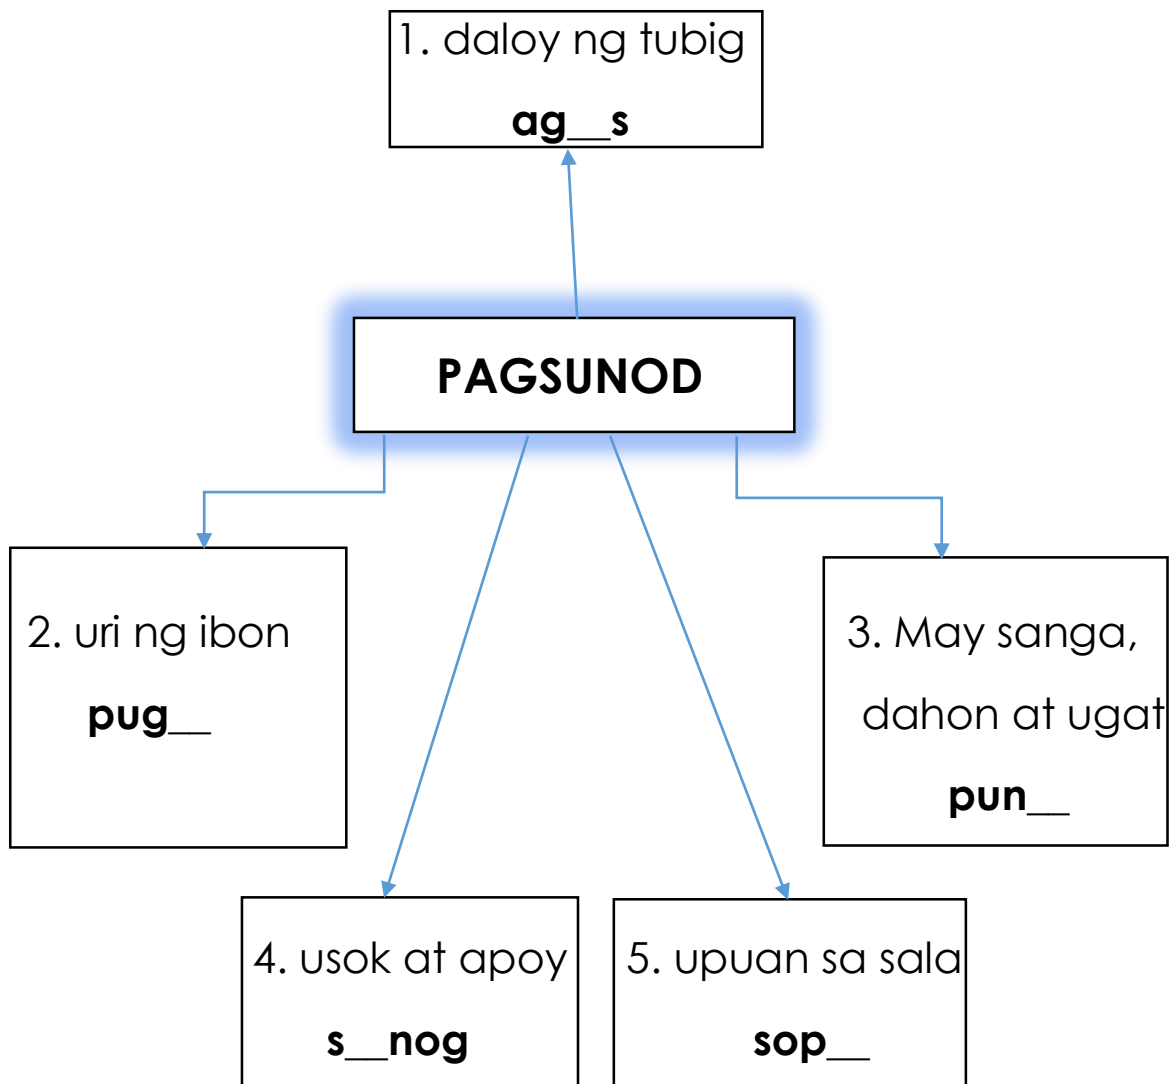 1. daloy ng tubig
ag__s
PAGSUNOD
2. uri ng ibon
pug__
3. May sanga,
dahon at ugat
pun__
4. usok at apoy
s__nog
5. upuan sa sala
sop__